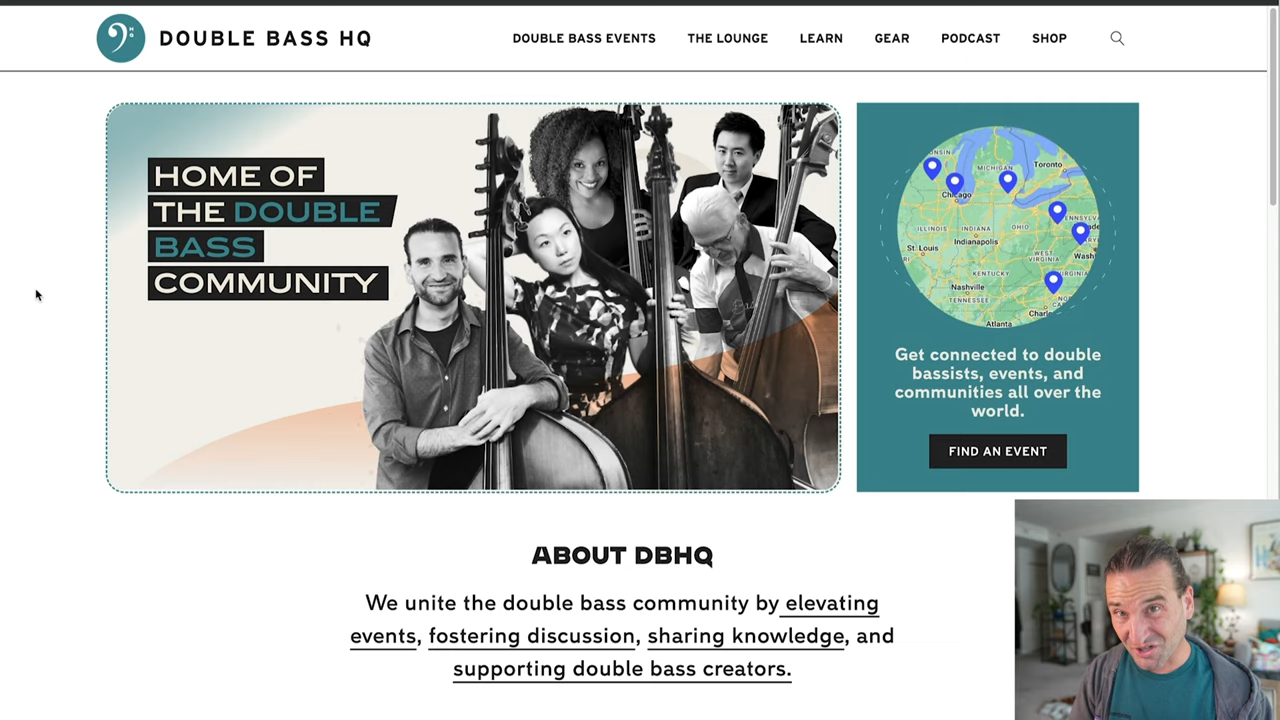 DOUBLE BASS HQ
DOUBLE BASS EVENTS
THE LOUNGE
LEARN
GEAR
PODCAST
SHOP
HOME OF
THE DOUBLE
BASS
COMMUNITY
MICHIGAN
Toronto
Chicago
ILLINOIS
INDIANA
OHIO
Indianapolis
St. Louis
WEST
VIRGINIA
KENTUCKY
Nashville
TENNESSEE
Atlanta
Get connected to double
bassists, events, and
communities all over the
world.
FIND AN EVENT
ABOUT DBHQ
We unite the double bass community by elevating
events, fostering discussion, sharing knowledge, and
supporting double bass creators.